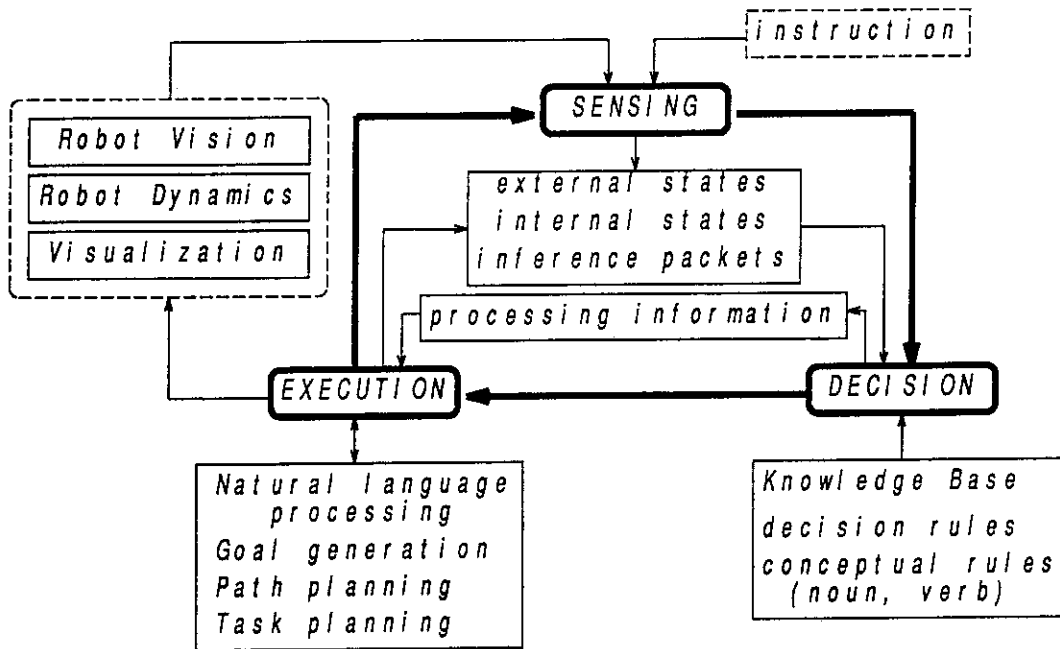 instruction
SENSING
Robot Vision
Robot Dynamics
Visualization
external states
internal states
inference packets
processing information
EXECUTION
DECISION
Natural language
processing
Goal generation
Path planning
Task planning
Knowledge Base
decision rules
conceptual rules
(noun, verb)